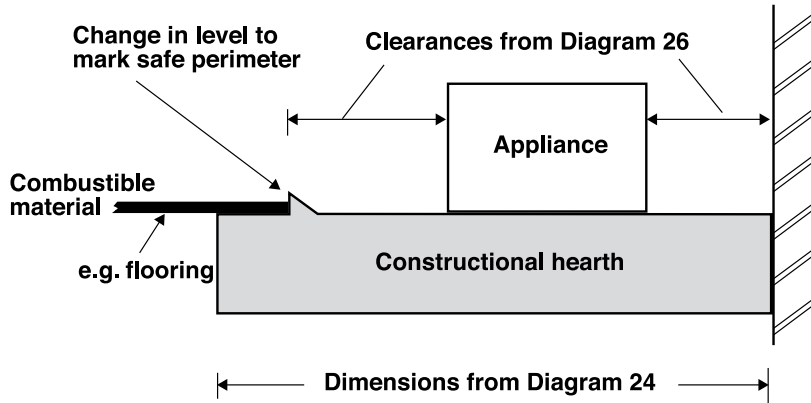 Change in level to
mark safe perimeter
Clearances from Diagram 26
Appliance
Combustible
material
e.g. flooring
Constructional hearth
Dimensions from Diagram 24